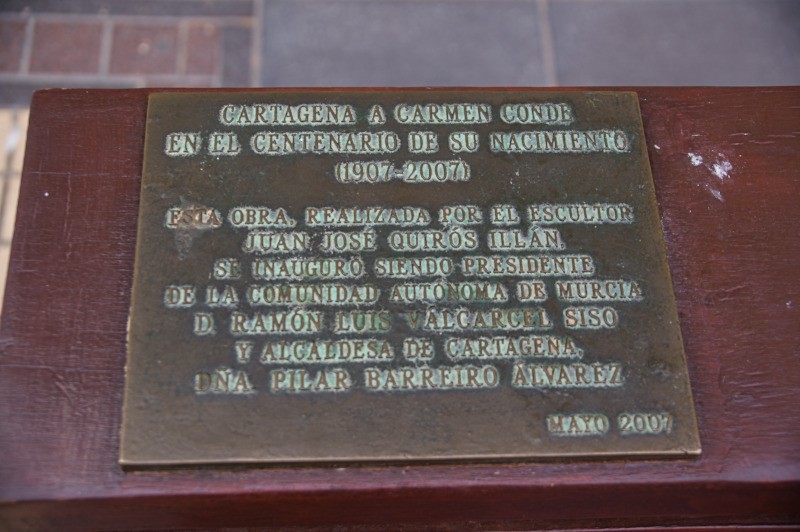 CARTAGENA A CARMEN CONDE
EN EL CENTENARIO DE SU NACIMIENTO
(1907-2007)
ESTA OBRA, REALIZADA POR EL ESCULTOR
JUAN JOSÉ QUIRÓS ILLÁN,
SE INAUGURÓ SIENDO PRESIDENTE
DE LA COMUNIDAD AUTÓNOMA DE MURCIA
D. RAMÓN LUIS VALCARCEL SISO
Y ALCALDESA DE CARTAGENA,
DÑA. PILAR BARREIRO ÁLVAREZ
MAYO 2007